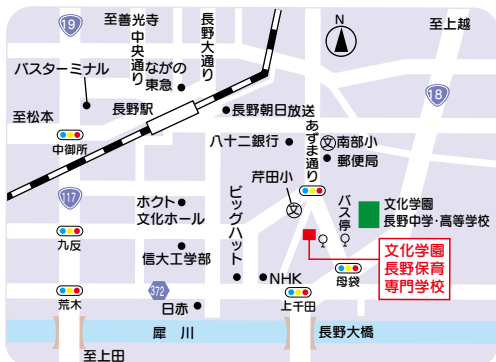 19
至善光寺
中央通り
長野大通り
N
至上越
バスターミナル
ながの
東急
18
長野駅
長野朝日放送
至松本
中御所
八十二銀行
あずま通り
文
南部小
郵便局
芹田小
文
117
ホクト
文化ホール
ビッグハット
バス停
文化学園
長野中学・高等学校
九反
信大工学部
文化学園
長野保育
専門学校
NHK
母袋
荒木
372
日赤
上千田
犀川
長野大橋
至上田